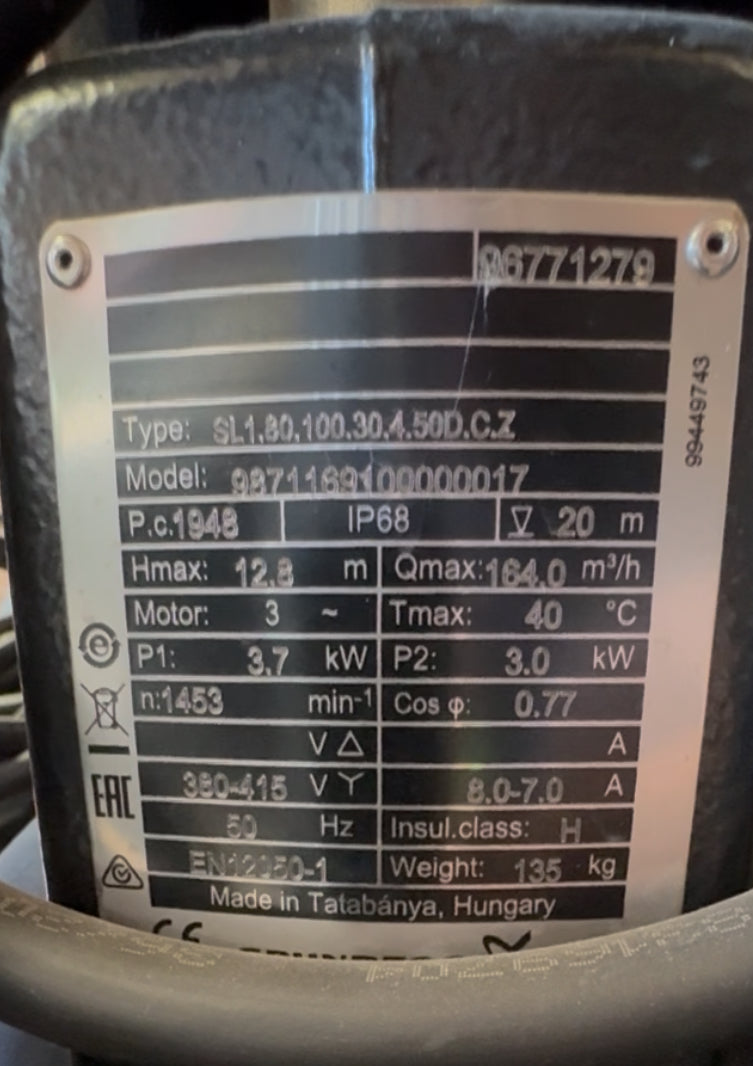 96771279
Type: SL1.80.100.30.4.50D.C.Z
99449743
Model: 9871169100000017
P.c.1948 IP68 20 m
Hmax: 12.8 m Qmax:164.0 m³/h
Motor: 3 ~ Tmax: 40 °C
P1: 3.7 kW P2: 3.0 kW
n:1453 min-1 Cos φ: 0.77
V △ A
380-415 V Y 8.0-7.0 A
EAC
50 Hz Insul.class: H
EN12050-1 Weight: 135 kg
Made in Tatabánya, Hungary
CE